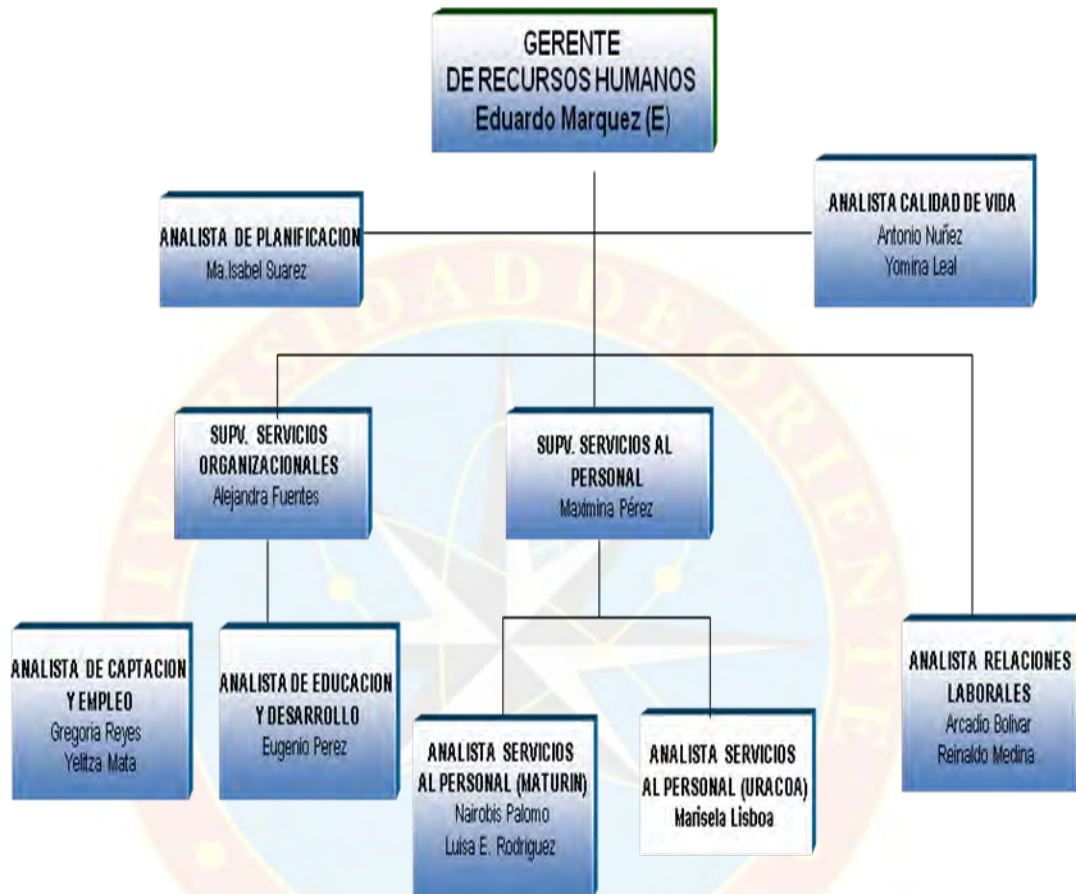 GERENTE
DE RECURSOS HUMANOS
Eduardo Marquez (E)
ANALISTA DE PLANIFICACION
Ma.Isabel Suarez
ANALISTA CALIDAD DE VIDA
Antonio Nuñez
Yomina Leal
SUPV. SERVICIOS
ORGANIZACIONALES
Alejandra Fuentes
SUPV. SERVICIOS AL
PERSONAL
Maximina Pérez
ANALISTA DE CAPTACION
Y EMPLEO
Gregoria Reyes
Yelitza Mata
ANALISTA DE EDUCACION
Y DESARROLLO
Eugenio Perez
ANALISTA SERVICIOS
AL PERSONAL (MATURIN)
Nairobis Palomo
Luisa E. Rodriguez
ANALISTA SERVICIOS
AL PERSONAL (URACOA)
Marisela Lisboa
ANALISTA RELACIONES
LABORALES
Arcadio Bolivar
Reinaldo Medina
IVERSIDAD DE ORIENTE